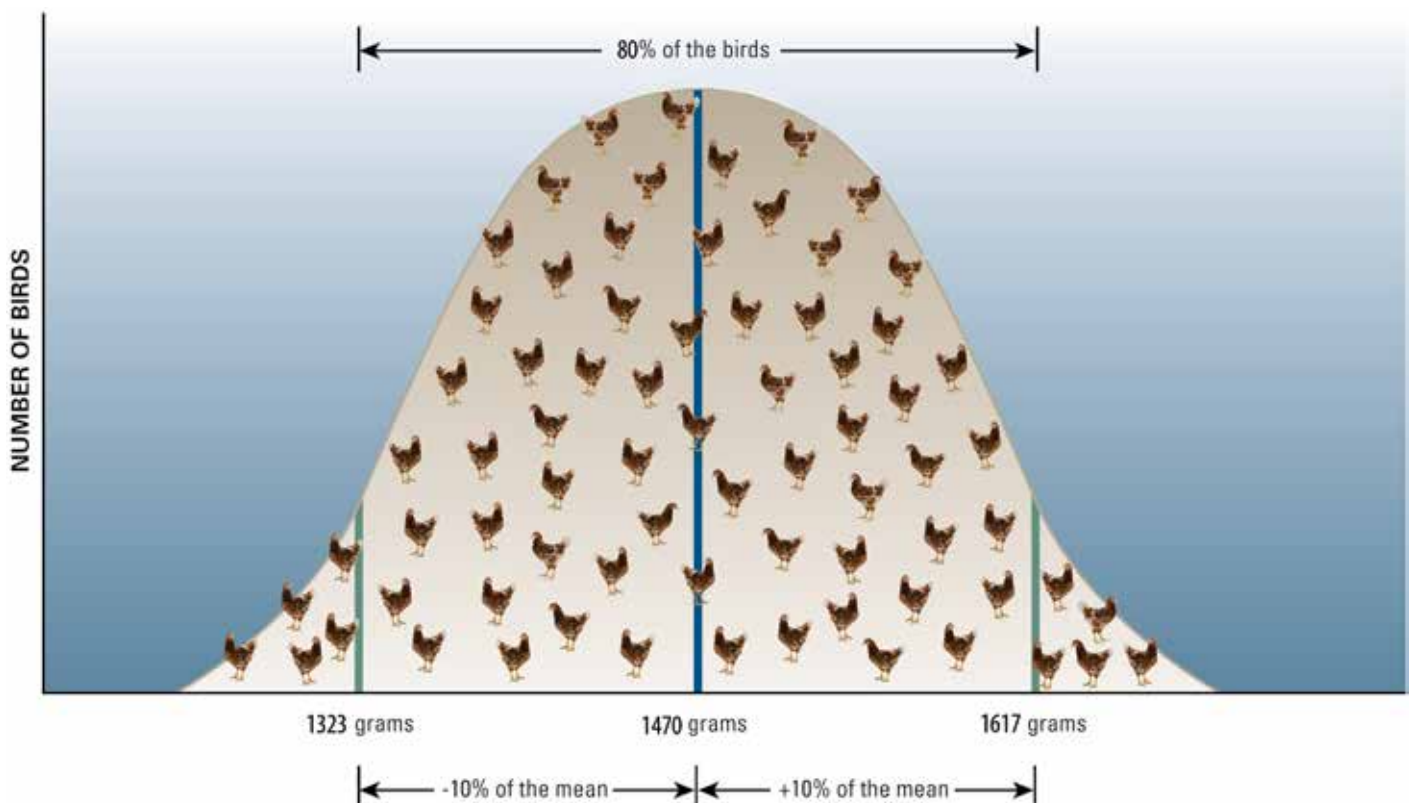 80% of the birds
NUMBER OF BIRDS
1323 grams
1470 grams
1617 grams
-10% of the mean
+10% of the mean